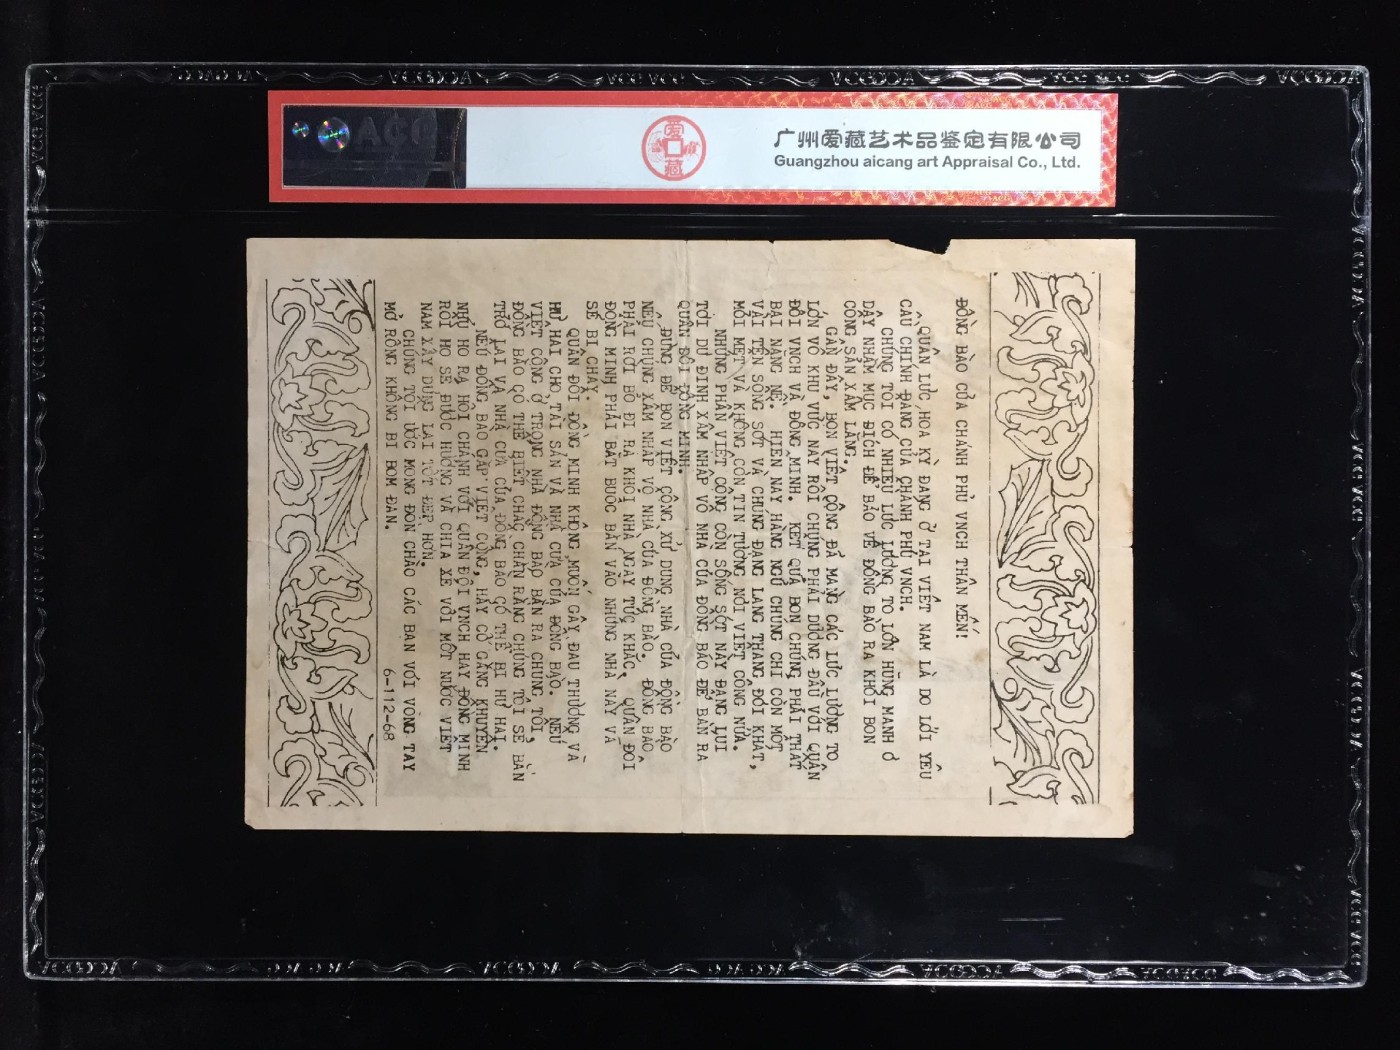 广州爱藏艺术品鉴定有限公司
Guangzhou aicang art Appraisal Co., Ltd.
爱
藏
ĐỒNG BÀO CỦA CHÁNH PHỦ VNCH THÂN MẾN!
QUÂN LỰC HOA KỲ ĐANG Ở TẠI VIỆT NAM LÀ DO LỜI YÊU
CẦU CHÍNH ĐÁNG CỦA CHÁNH PHỦ VNCH.
CHÚNG TÔI CÓ NHIỀU LỰC LƯỢNG TO LỚN HÙNG MẠNH Ở
ĐÂY NHẰM MỤC ĐÍCH ĐỂ BẢO VỆ ĐỒNG BÀO RA KHỎI BỌN
CỘNG SẢN XÂM LĂNG.
GẦN ĐÂY, BỌN VIỆT CỘNG ĐÃ MANG CÁC LỰC LƯỢNG TO
LỚN VÔ KHU VỰC NAY RỒI CHÚNG PHẢI ĐƯƠNG ĐẦU VỚI QUÂN
ĐỘI VNCH VÀ ĐỒNG MINH. KẾT QUẢ BỌN CHÚNG PHẢI THẤT
BẠI NẶNG NỀ. HIỆN NAY HÀNG NGŨ CHÚNG CHỈ CÒN MỘT
VÀI TÊN SỐNG SÓT VÀ CHÚNG ĐANG LANG THANG ĐÓI KHÁT,
MỎI MỆT VÀ KHÔNG CÒN TIN TƯỞNG NƠI VIỆT CỘNG NỮA.
NHỮNG PHẦN VIỆT CỘNG CÒN SỐNG SÓT NÀY ĐANG LUI
TỚI DỰ ĐỊNH XÂM NHẬP VÔ NHÀ CỦA ĐỒNG BÀO ĐỂ BẮN RA
QUÂN ĐỘI ĐỒNG MINH.
ĐỪNG ĐỂ BỌN VIỆT CỘNG XỬ DỤNG NHÀ CỦA ĐỒNG BÀO
NẾU CHÚNG XÂM NHẬP VÔ NHÀ CỦA ĐỒNG BÀO. ĐỒNG BÀO
PHẢI RỜI BỎ ĐI RA KHỎI NHÀ NGAY TỨC KHẮC, QUÂN ĐỘI
ĐỒNG MINH PHẢI BẮT BUỘC BẮN VÀO NHỮNG NHÀ NÀY VÀ
SẼ BỊ CHÁY.
QUÂN ĐỘI ĐỒNG MINH KHÔNG MUỐN GÂY ĐAU THƯƠNG VÀ
HƯ HẠI CHO TÀI SẢN VÀ NHÀ CỬA CỦA ĐỒNG BÀO. NẾU
VIỆT CỘNG Ở TRONG NHÀ ĐỒNG BÀO BẮN RA CHÚNG TÔI,
ĐỒNG BÀO CÓ THỂ BIẾT CHẮC CHẮN RẰNG CHÚNG TÔI SẼ BẮN
TRỞ LẠI VÀ NHÀ CỬA CỦA ĐỒNG BÀO CÓ THỂ BỊ HƯ HẠI.
NẾU ĐỒNG BÀO GẶP VIỆT CỘNG, HÃY CỐ GẮNG KHUYÊN
NHỦ HỌ RA HỒI CHÁNH VỚI QUÂN ĐỘI VNCH HAY ĐỒNG MINH
RỒI HỌ SẼ ĐƯỢC HƯỞNG VÀ CHIA XẺ VỚI MỘT NƯỚC VIỆT
NAM XÂY DỰNG LẠI TỐT ĐẸP HƠN.
CHÚNG TÔI ƯỚC MONG ĐÓN CHÀO CÁC BẠN VỚI VÒNG TAY
MỞ RỘNG KHÔNG BỊ BOM ĐẠN.
6-112-68